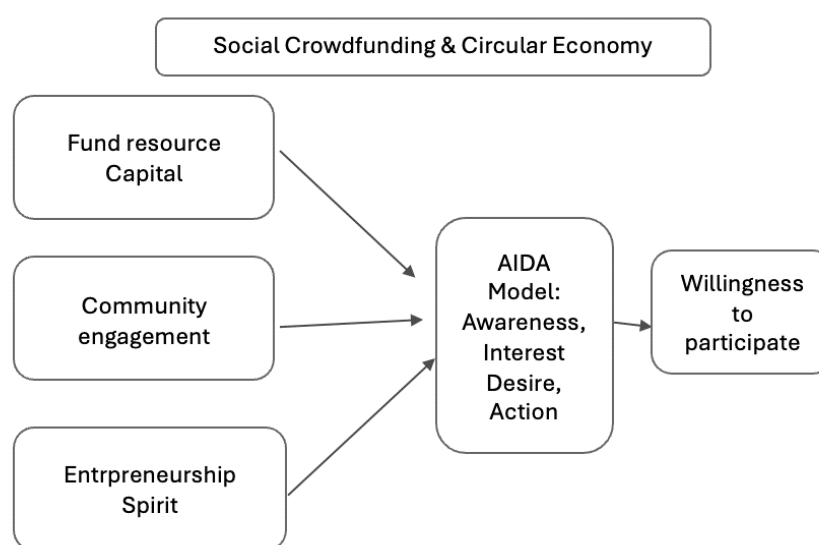 Social Crowdfunding & Circular Economy
Fund resource
Capital
Community
engagement
Entrpreneurship
Spirit
AIDA
Model:
Awareness,
Interest
Desire,
Action
Willingness
to
participate